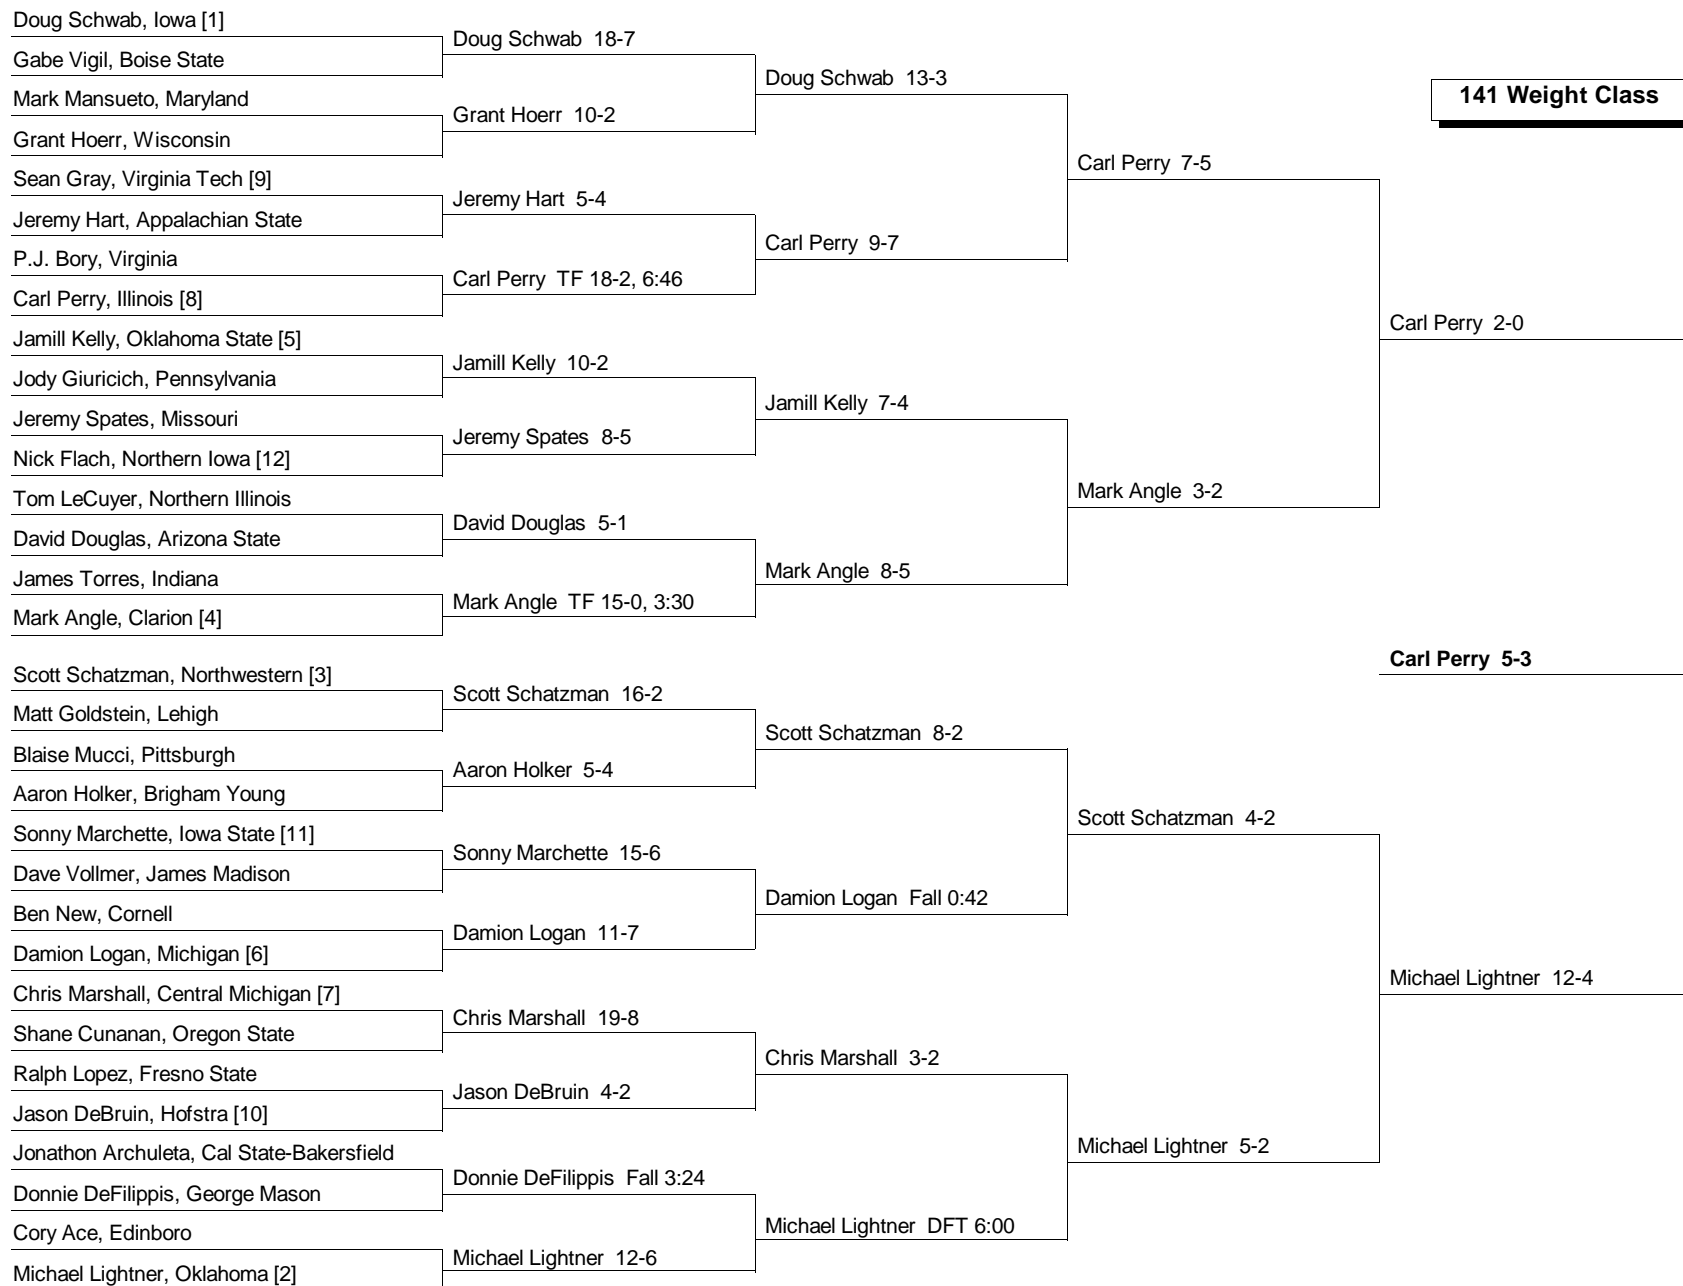 141 Weight Class
Doug Schwab, Iowa [1]
Gabe Vigil, Boise State
Mark Mansueto, Maryland
Grant Hoerr, Wisconsin
Sean Gray, Virginia Tech [9]
Jeremy Hart, Appalachian State
P.J. Bory, Virginia
Carl Perry, Illinois [8]
Jamill Kelly, Oklahoma State [5]
Jody Giuricich, Pennsylvania
Jeremy Spates, Missouri
Nick Flach, Northern Iowa [12]
Tom LeCuyer, Northern Illinois
David Douglas, Arizona State
James Torres, Indiana
Mark Angle, Clarion [4]
Scott Schatzman, Northwestern [3]
Matt Goldstein, Lehigh
Blaise Mucci, Pittsburgh
Aaron Holker, Brigham Young
Sonny Marchette, Iowa State [11]
Dave Vollmer, James Madison
Ben New, Cornell
Damion Logan, Michigan [6]
Chris Marshall, Central Michigan [7]
Shane Cunanan, Oregon State
Ralph Lopez, Fresno State
Jason DeBruin, Hofstra [10]
Jonathon Archuleta, Cal State-Bakersfield
Donnie DeFilippis, George Mason
Cory Ace, Edinboro
Michael Lightner, Oklahoma [2]
Doug Schwab 18-7
Grant Hoerr 10-2
Jeremy Hart 5-4
Carl Perry TF 18-2, 6:46
Jamill Kelly 10-2
Jeremy Spates 8-5
David Douglas 5-1
Mark Angle TF 15-0, 3:30
Scott Schatzman 16-2
Aaron Holker 5-4
Sonny Marchette 15-6
Damion Logan 11-7
Chris Marshall 19-8
Jason DeBruin 4-2
Donnie DeFilippis Fall 3:24
Michael Lightner 12-6
Doug Schwab 13-3
Carl Perry 9-7
Jamill Kelly 7-4
Mark Angle 8-5
Scott Schatzman 8-2
Damion Logan Fall 0:42
Chris Marshall 3-2
Michael Lightner DFT 6:00
Carl Perry 7-5
Mark Angle 3-2
Scott Schatzman 4-2
Michael Lightner 5-2
Carl Perry 2-0
Michael Lightner 12-4
Carl Perry 5-3